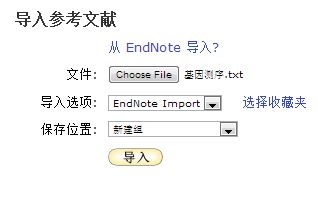 导入参考文献
从 EndNote 导入?
文件: Choose File 基因测序.txt
导入选项: EndNote Import 选择收藏夹
保存位置: 新建组
导入